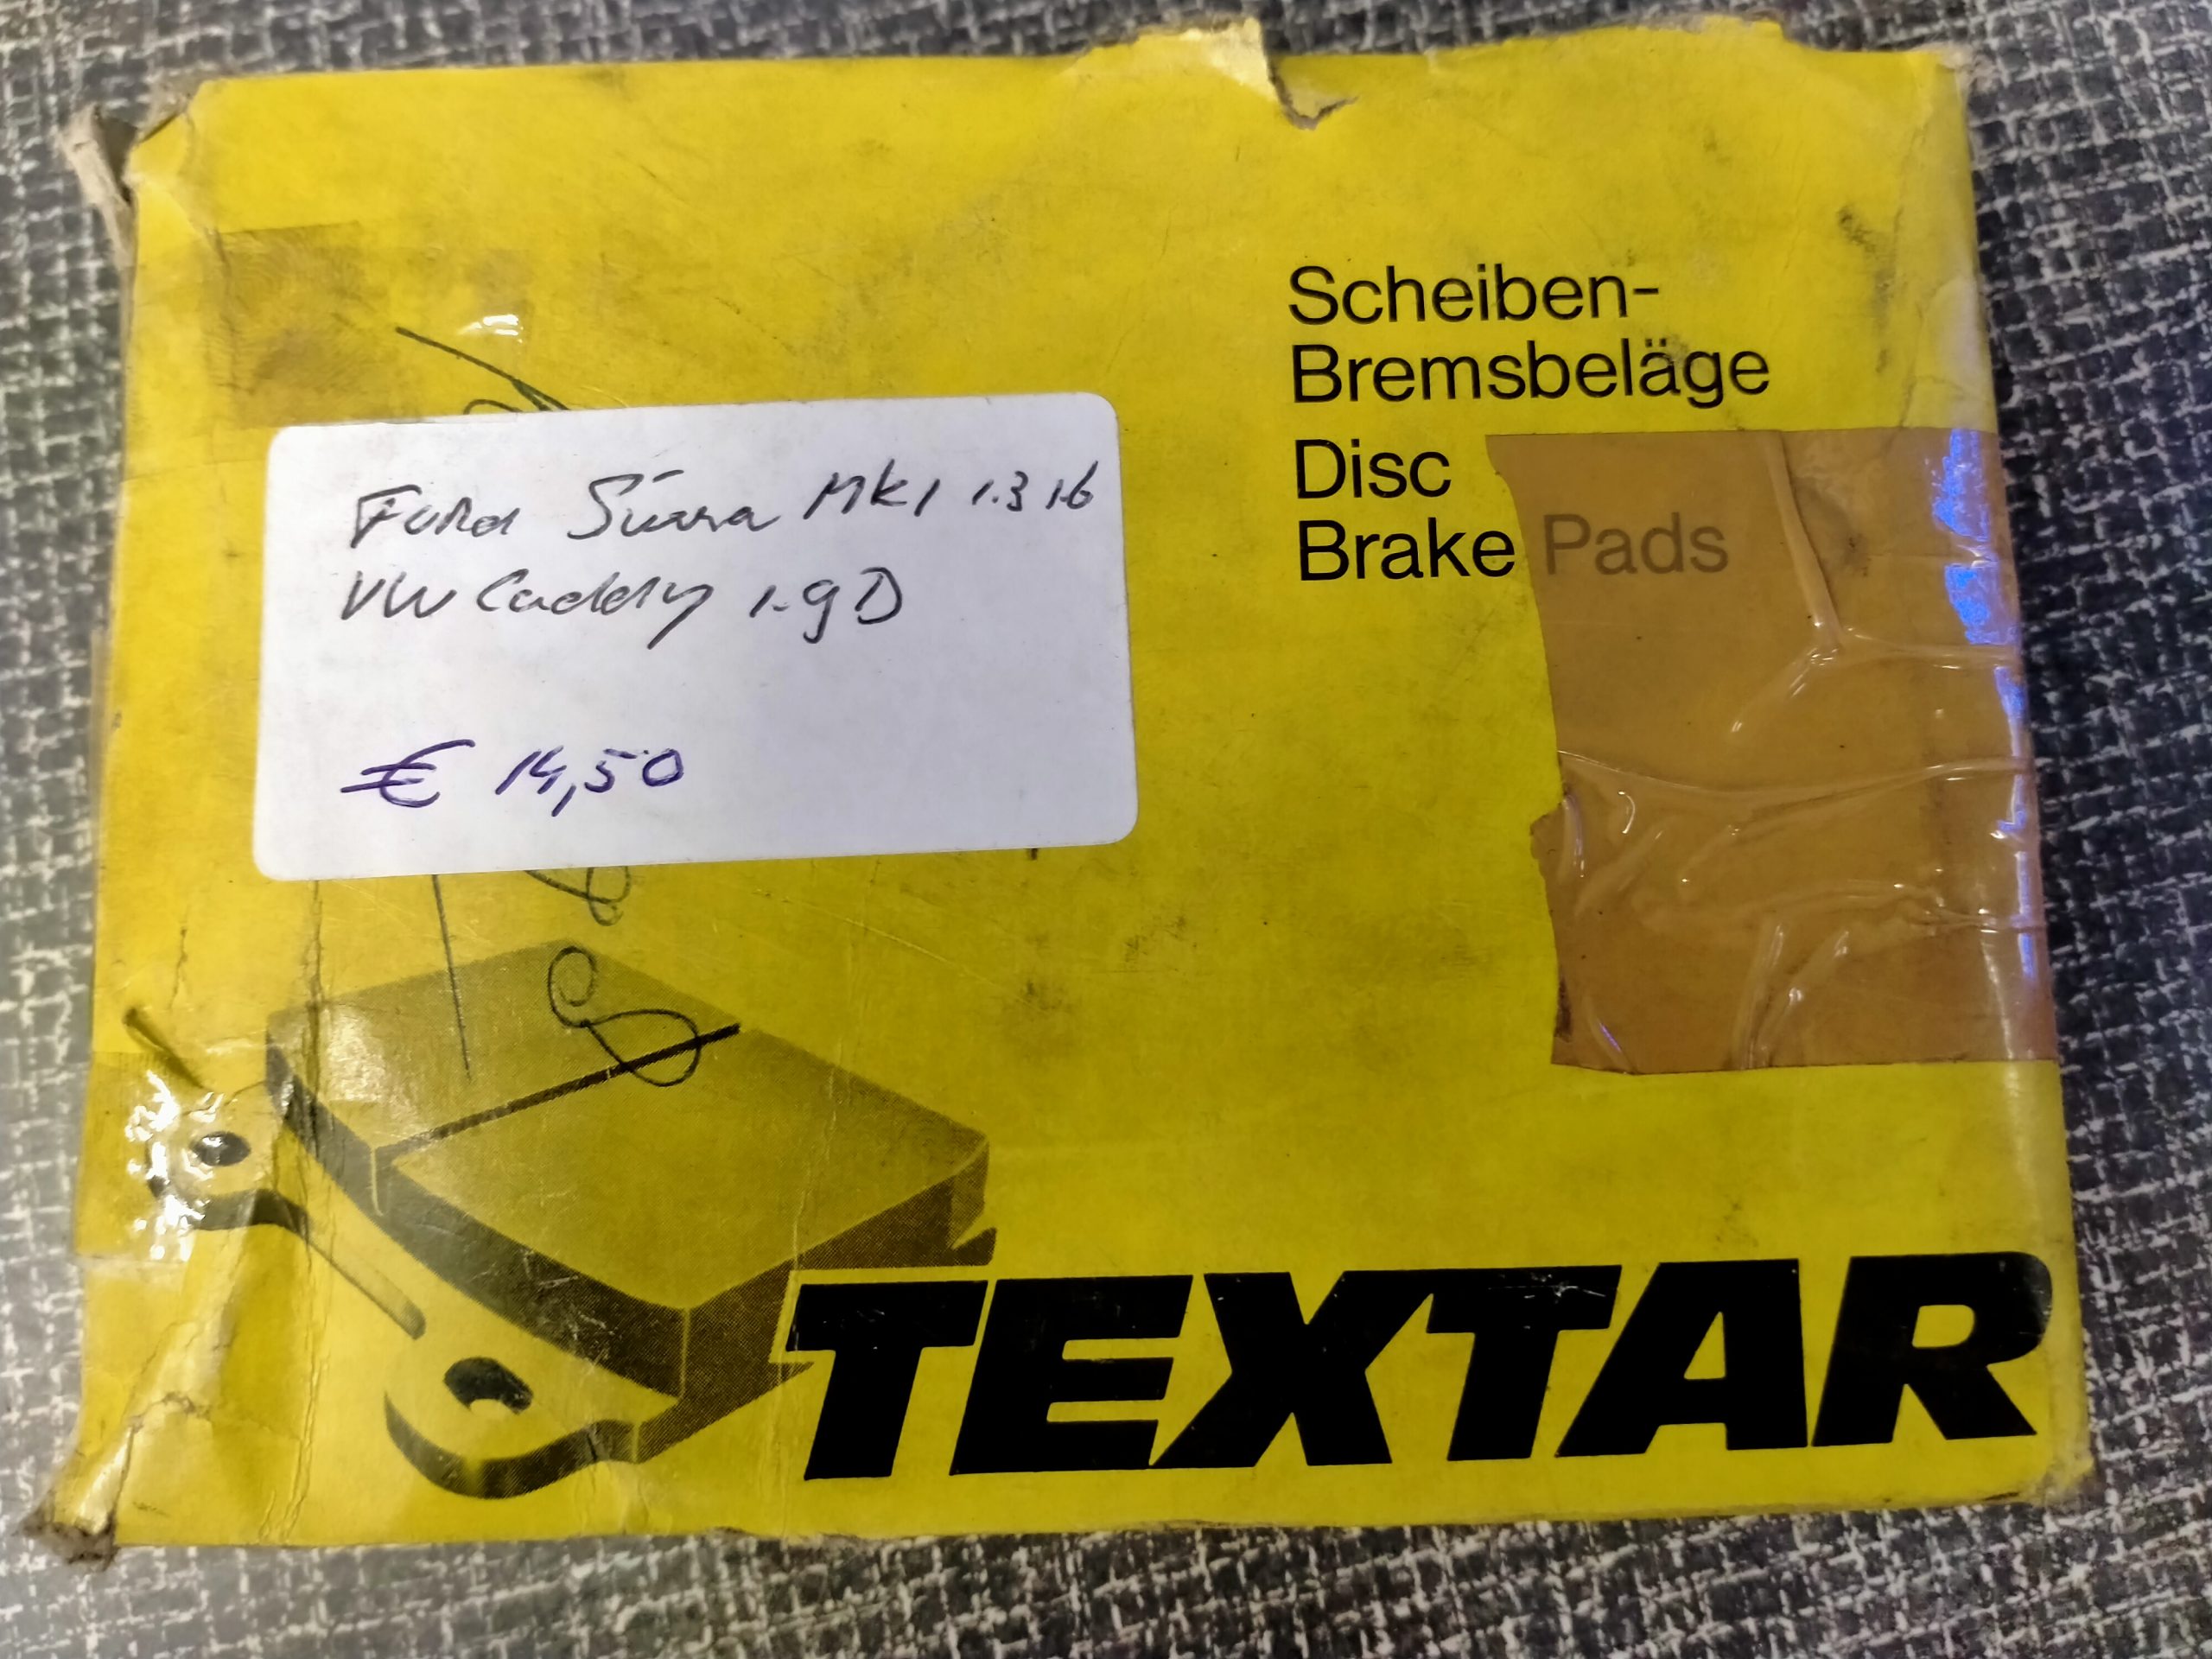 Scheiben-
Bremsbeläge
Disc
Brake Pads
Ford Sierra MK1 1.3 1.6
VW Caddy 1.9D
€ 14,50
TEXTAR